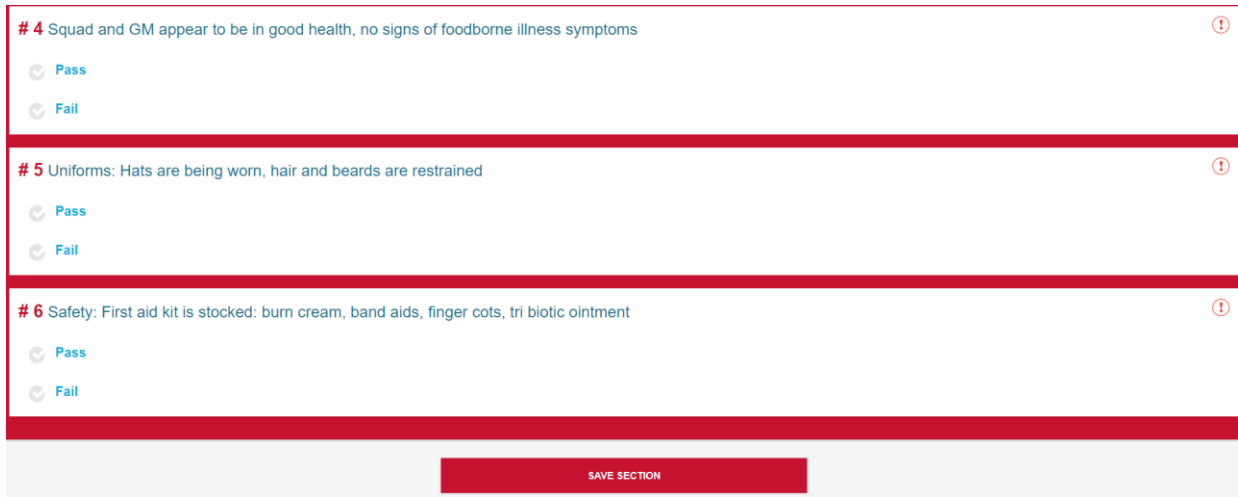 # 4 Squad and GM appear to be in good health, no signs of foodborne illness symptoms
Pass
Fail
# 5 Uniforms: Hats are being worn, hair and beards are restrained
Pass
Fail
# 6 Safety: First aid kit is stocked: burn cream, band aids, finger cots, tri biotic ointment
Pass
Fail
SAVE SECTION